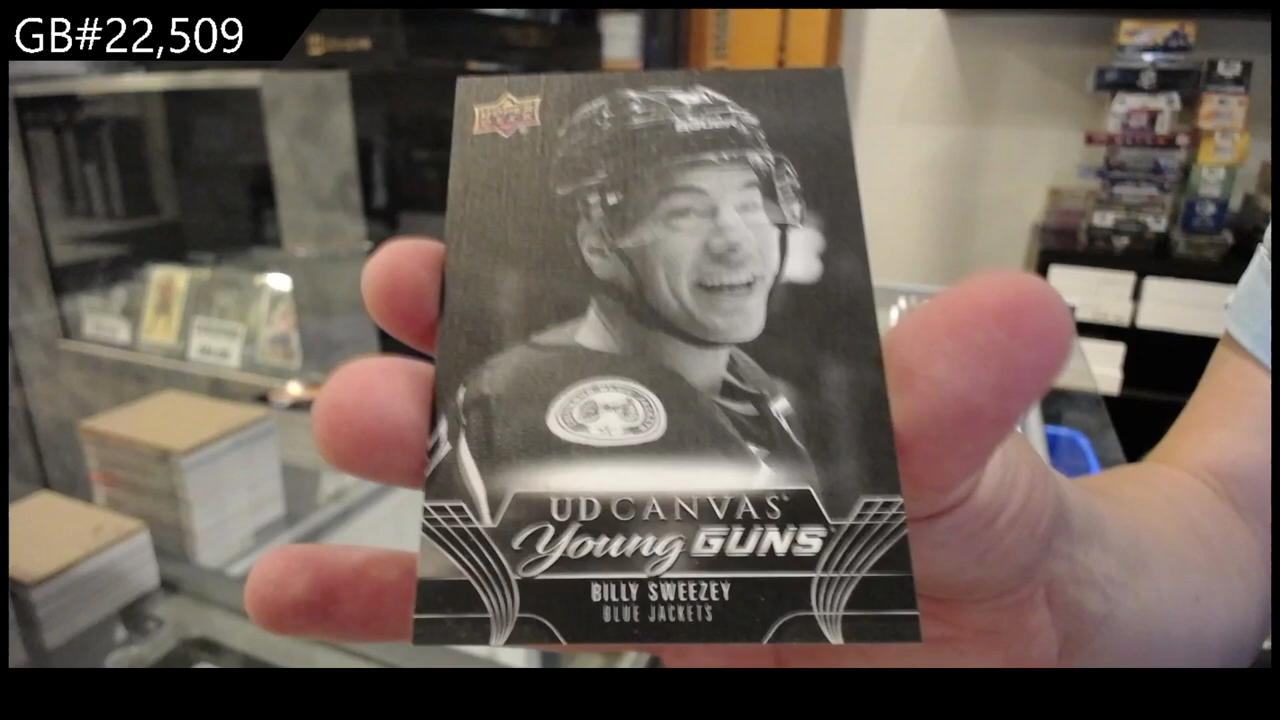 GB#22,509
UD CANVAS
Young GUNS
BILLY SWEEZEY
BLUE JACKETS